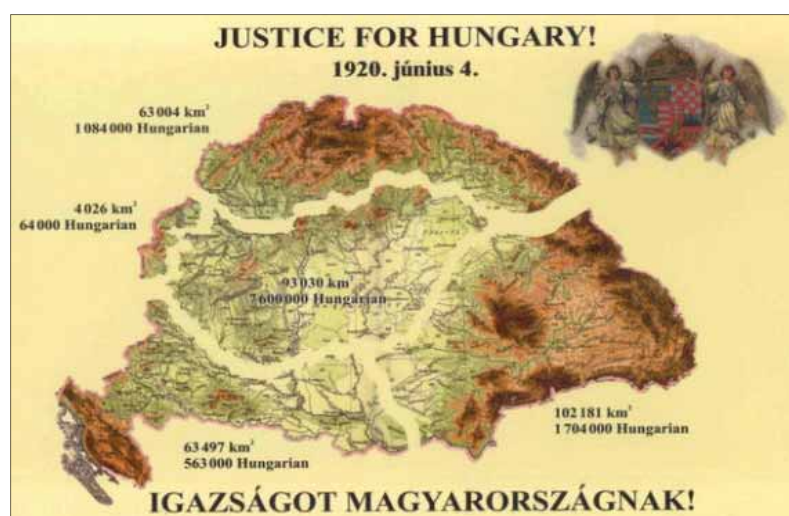 JUSTICE FOR HUNGARY!
1920. június 4.
63 004 km²
1 084 000 Hungarian
4 026 km²
64 000 Hungarian
93 030 km²
7 600 000 Hungarian
102 181 km²
1 704 000 Hungarian
63 497 km²
563 000 Hungarian
IGAZSÁGOT MAGYARORSZÁGNAK!